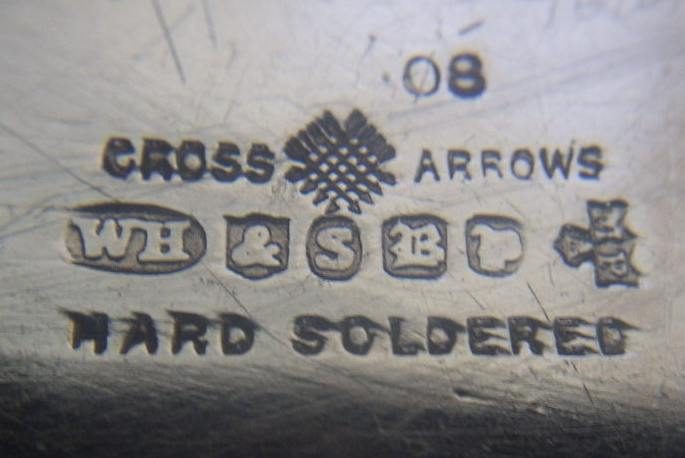 08
CROSS ARROWS
WH & S B P
HARD SOLDERED